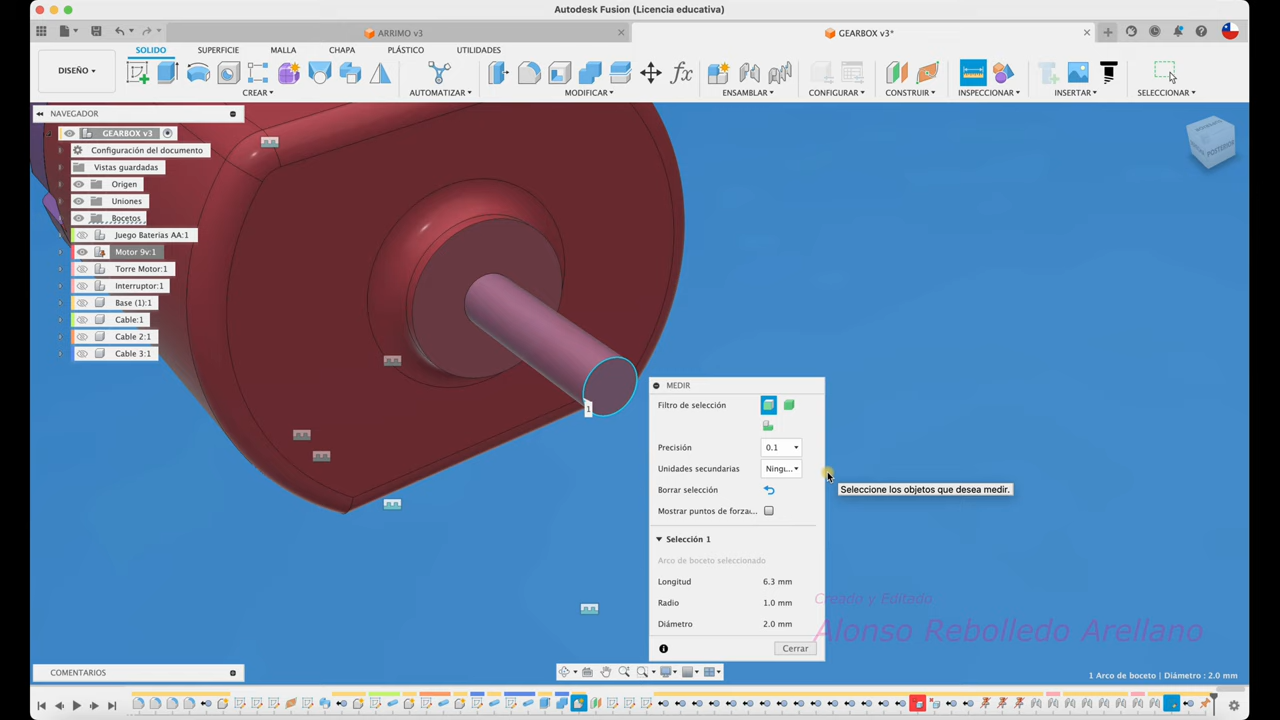 Autodesk Fusion (Licencia educativa)
ARRIMO v3
GEARBOX v3*
SOLIDO
SUPERFICIE
MALLA
CHAPA
PLÁSTICO
UTILIDADES
DISEÑO
CREAR
AUTOMATIZAR
MODIFICAR
ENSAMBLAR
CONFIGURAR
CONSTRUIR
INSPECCIONAR
INSERTAR
SELECCIONAR
NAVEGADOR
GEARBOX v3
Configuración del documento
Vistas guardadas
Origen
Uniones
Bocetos
Juego Baterias AA:1
Motor 9v:1
Torre Motor:1
Interruptor:1
Base (1):1
Cable:1
Cable 2:1
Cable 3:1
POSTERIOR
1
MEDIR
Filtro de selección
Precisión 0.1
Unidades secundarias Ningu...
Borrar selección
Mostrar puntos de forza...
Seleccione los objetos que desea medir.
Selección 1
Arco de boceto seleccionado
Longitud 6.3 mm
Radio 1.0 mm
Diámetro 2.0 mm
Cerrar
Creado y Editado
Alonso Rebolledo Arellano
COMENTARIOS
1 Arco de boceto | Diámetro : 2.0 mm